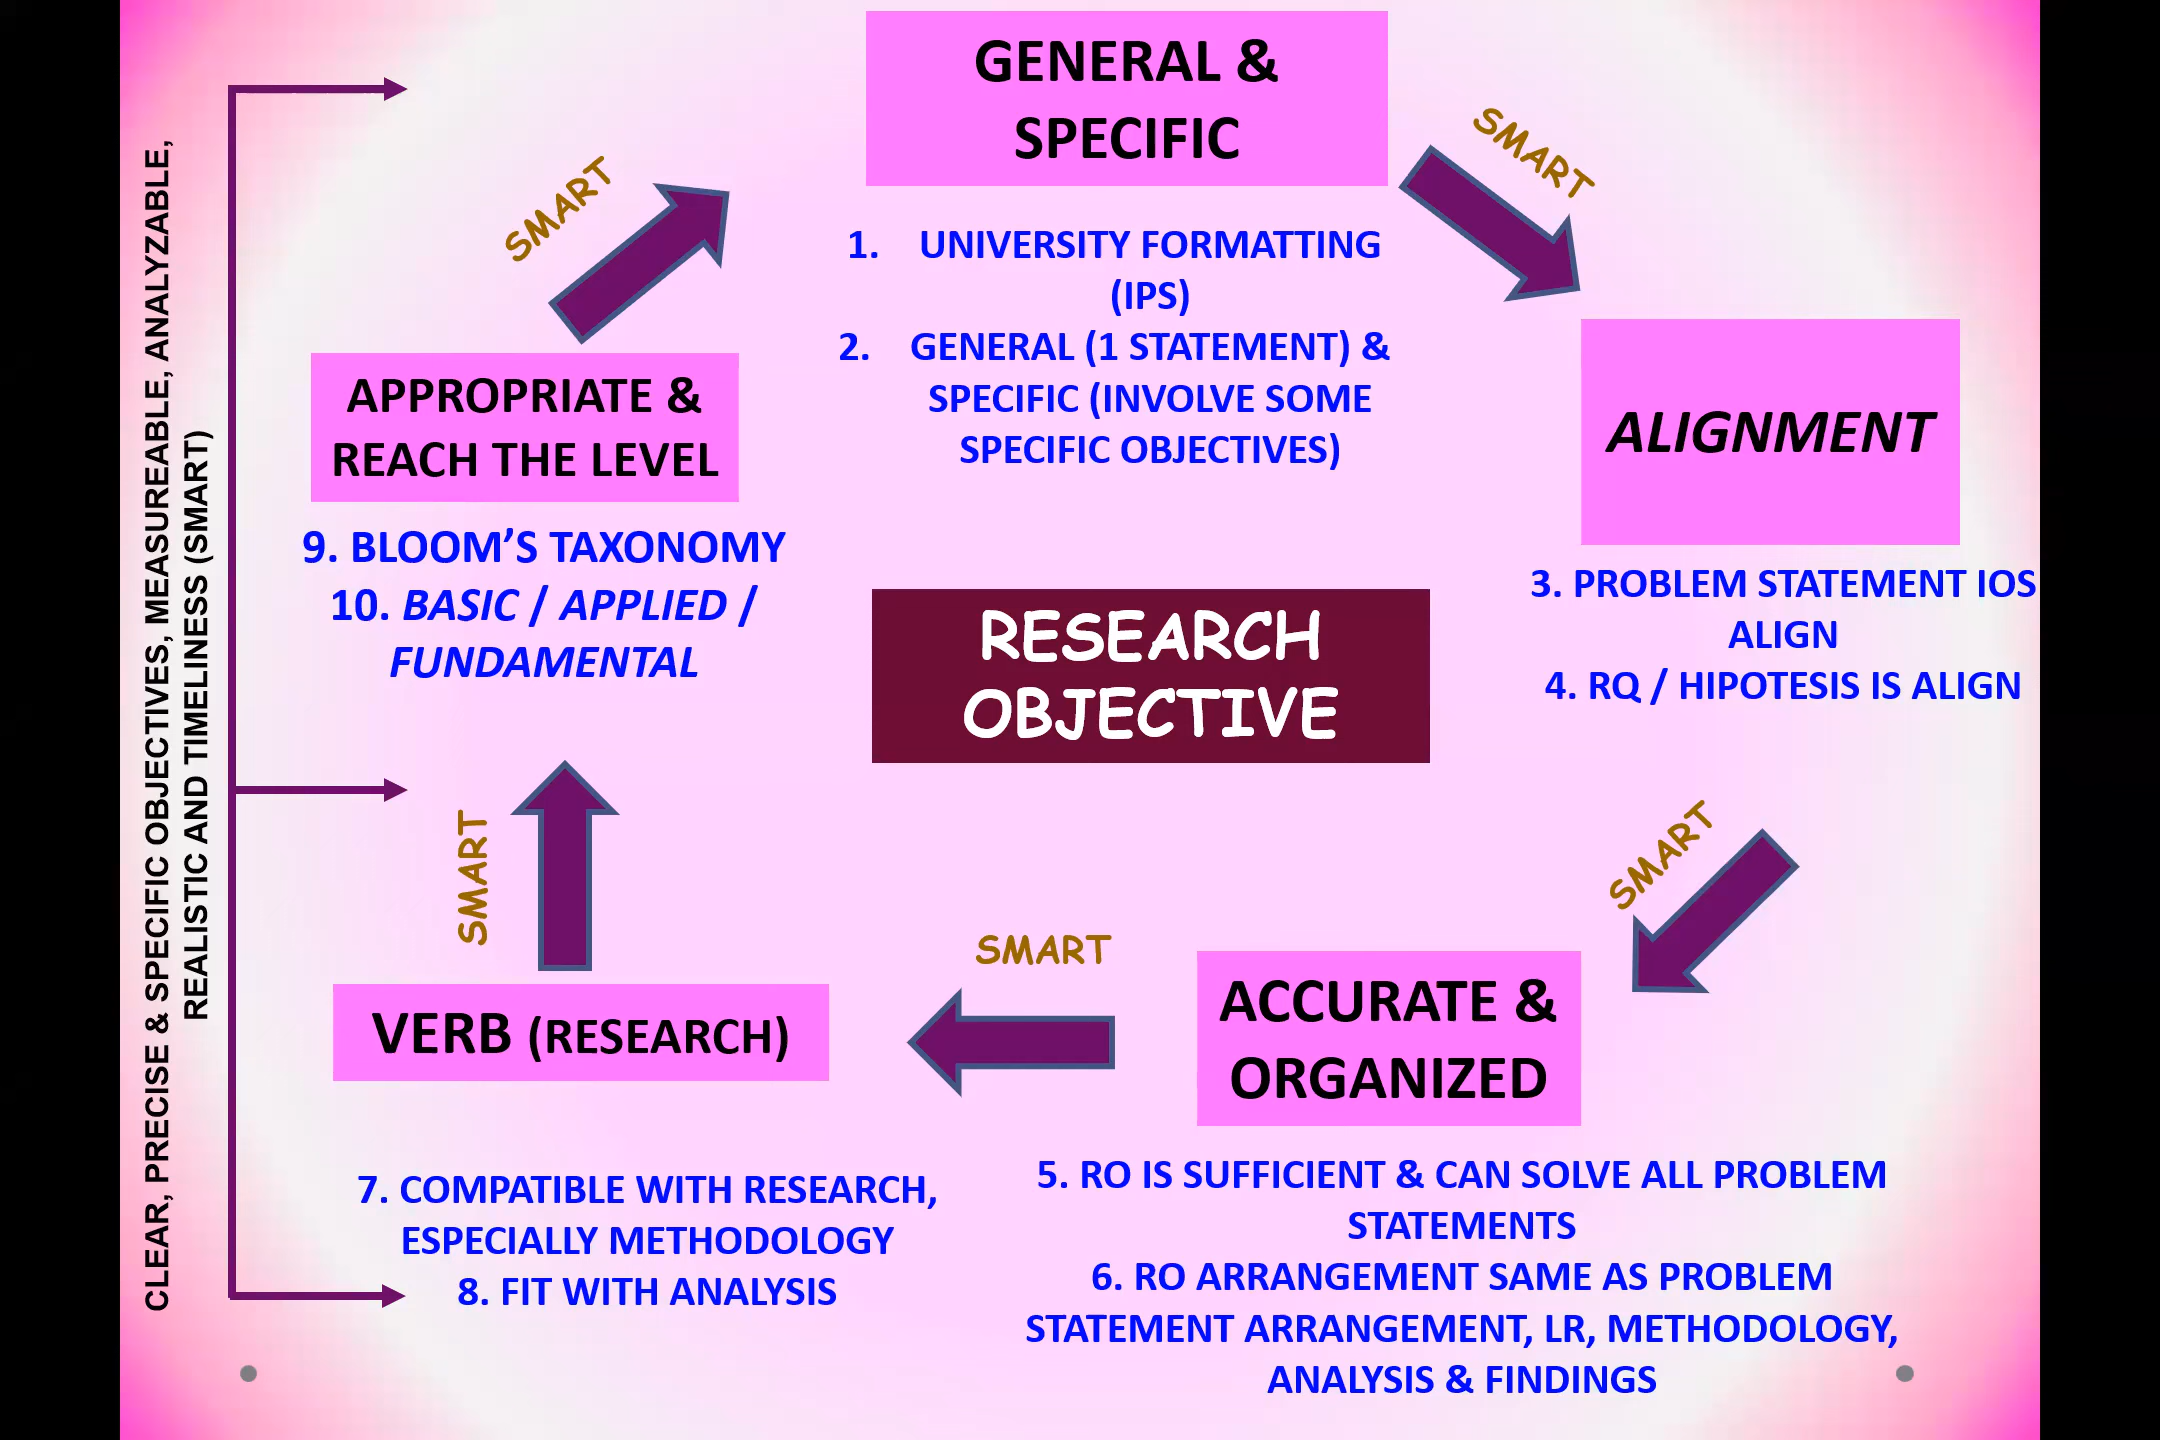 GENERAL &
SPECIFIC
SMART
1. UNIVERSITY FORMATTING
(IPS)
2. GENERAL (1 STATEMENT) &
SPECIFIC (INVOLVE SOME
SPECIFIC OBJECTIVES)
SMART
ALIGNMENT
3. PROBLEM STATEMENT IOS
ALIGN
4. RQ / HIPOTESIS IS ALIGN
SMART
ACCURATE &
ORGANIZED
5. RO IS SUFFICIENT & CAN SOLVE ALL PROBLEM
STATEMENTS
6. RO ARRANGEMENT SAME AS PROBLEM
STATEMENT ARRANGEMENT, LR, METHODOLOGY,
ANALYSIS & FINDINGS
SMART
VERB (RESEARCH)
7. COMPATIBLE WITH RESEARCH,
ESPECIALLY METHODOLOGY
8. FIT WITH ANALYSIS
SMART
APPROPRIATE &
REACH THE LEVEL
9. BLOOM’S TAXONOMY
10. BASIC / APPLIED /
FUNDAMENTAL
RESEARCH
OBJECTIVE
CLEAR, PRECISE & SPECIFIC OBJECTIVES, MEASUREABLE, ANALYZABLE,
REALISTIC AND TIMELINESS (SMART)